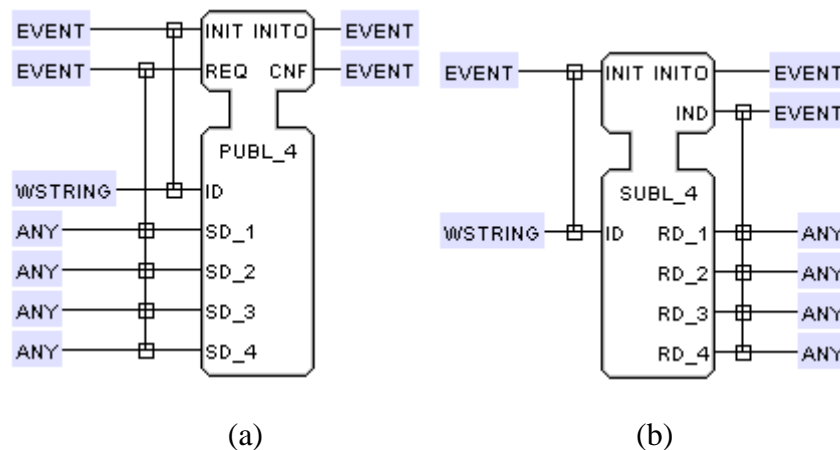 EVENT INIT INITO EVENT
EVENT REQ CNF EVENT
PUBL_4
WSTRING ID
ANY SD_1
ANY SD_2
ANY SD_3
ANY SD_4
(a)
EVENT INIT INITO EVENT
IND EVENT
SUBL_4
WSTRING ID RD_1 ANY
RD_2 ANY
RD_3 ANY
RD_4 ANY
(b)